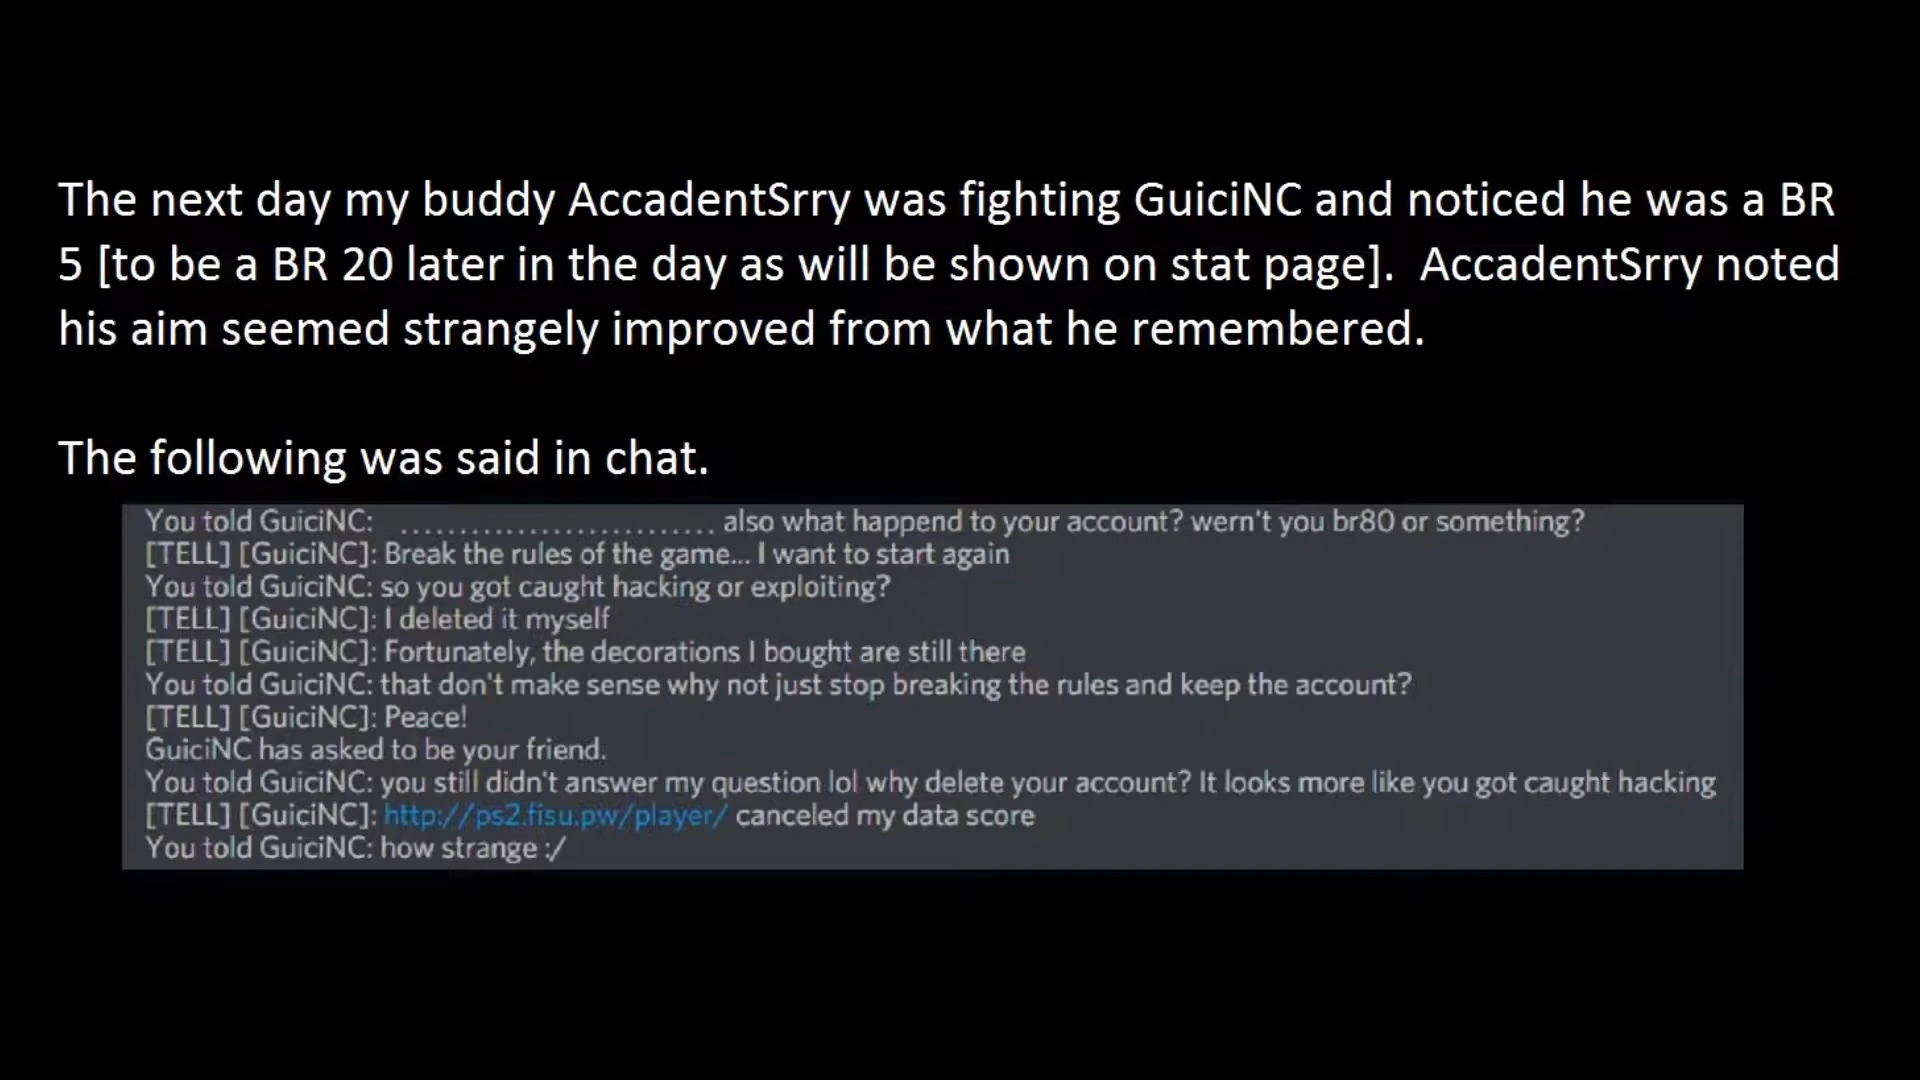 The next day my buddy AccadentSrry was fighting GuiciNC and noticed he was a BR
5 [to be a BR 20 later in the day as will be shown on stat page].  AccadentSrry noted
his aim seemed strangely improved from what he remembered.
The following was said in chat.
You told GuiciNC:   ........................... also what happend to your account? wern't you br80 or something?
[TELL] [GuiciNC]: Break the rules of the game... I want to start again
You told GuiciNC: so you got caught hacking or exploiting?
[TELL] [GuiciNC]: I deleted it myself
[TELL] [GuiciNC]: Fortunately, the decorations I bought are still there
You told GuiciNC: that don't make sense why not just stop breaking the rules and keep the account?
[TELL] [GuiciNC]: Peace!
GuiciNC has asked to be your friend.
You told GuiciNC: you still didn't answer my question lol why delete your account? It looks more like you got caught hacking
[TELL] [GuiciNC]: http://ps2.fisu.pw/player/ canceled my data score
You told GuiciNC: how strange :/